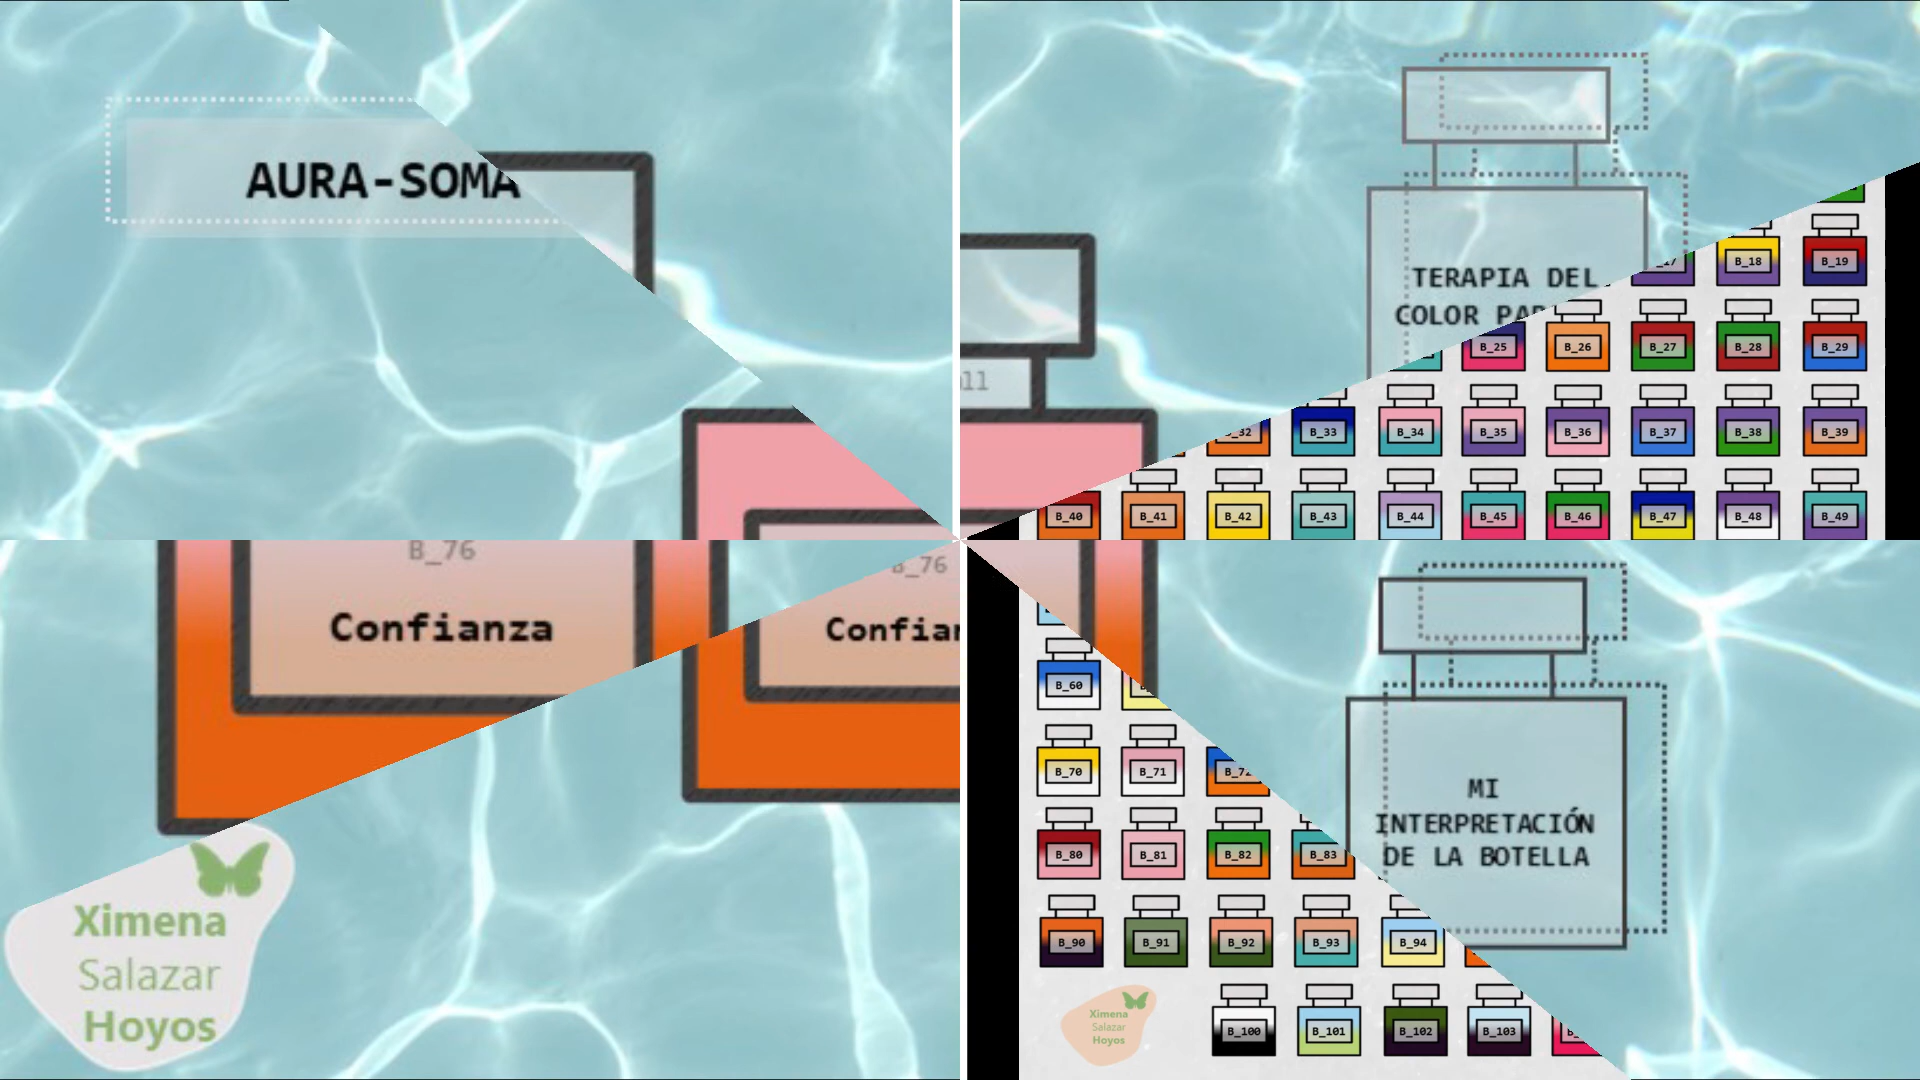 AURA-SOMA
TERAPIA DEL
COLOR
B_18
B_19
B_25
B_26
B_27
B_28
B_29
B_33
B_34
B_35
B_36
B_37
B_38
B_39
B_40
B_41
B_42
B_43
B_44
B_45
B_46
B_47
B_48
B_49
B_76
Confianza
B_76
Ximena
Salazar
Hoyos
B_60
B_70
B_71
B_80
B_81
B_82
B_83
B_90
B_91
B_92
B_93
B_94
B_100
B_101
B_102
B_103
Ximena
Salazar
Hoyos
MI
INTERPRETACIÓN
DE LA BOTELLA